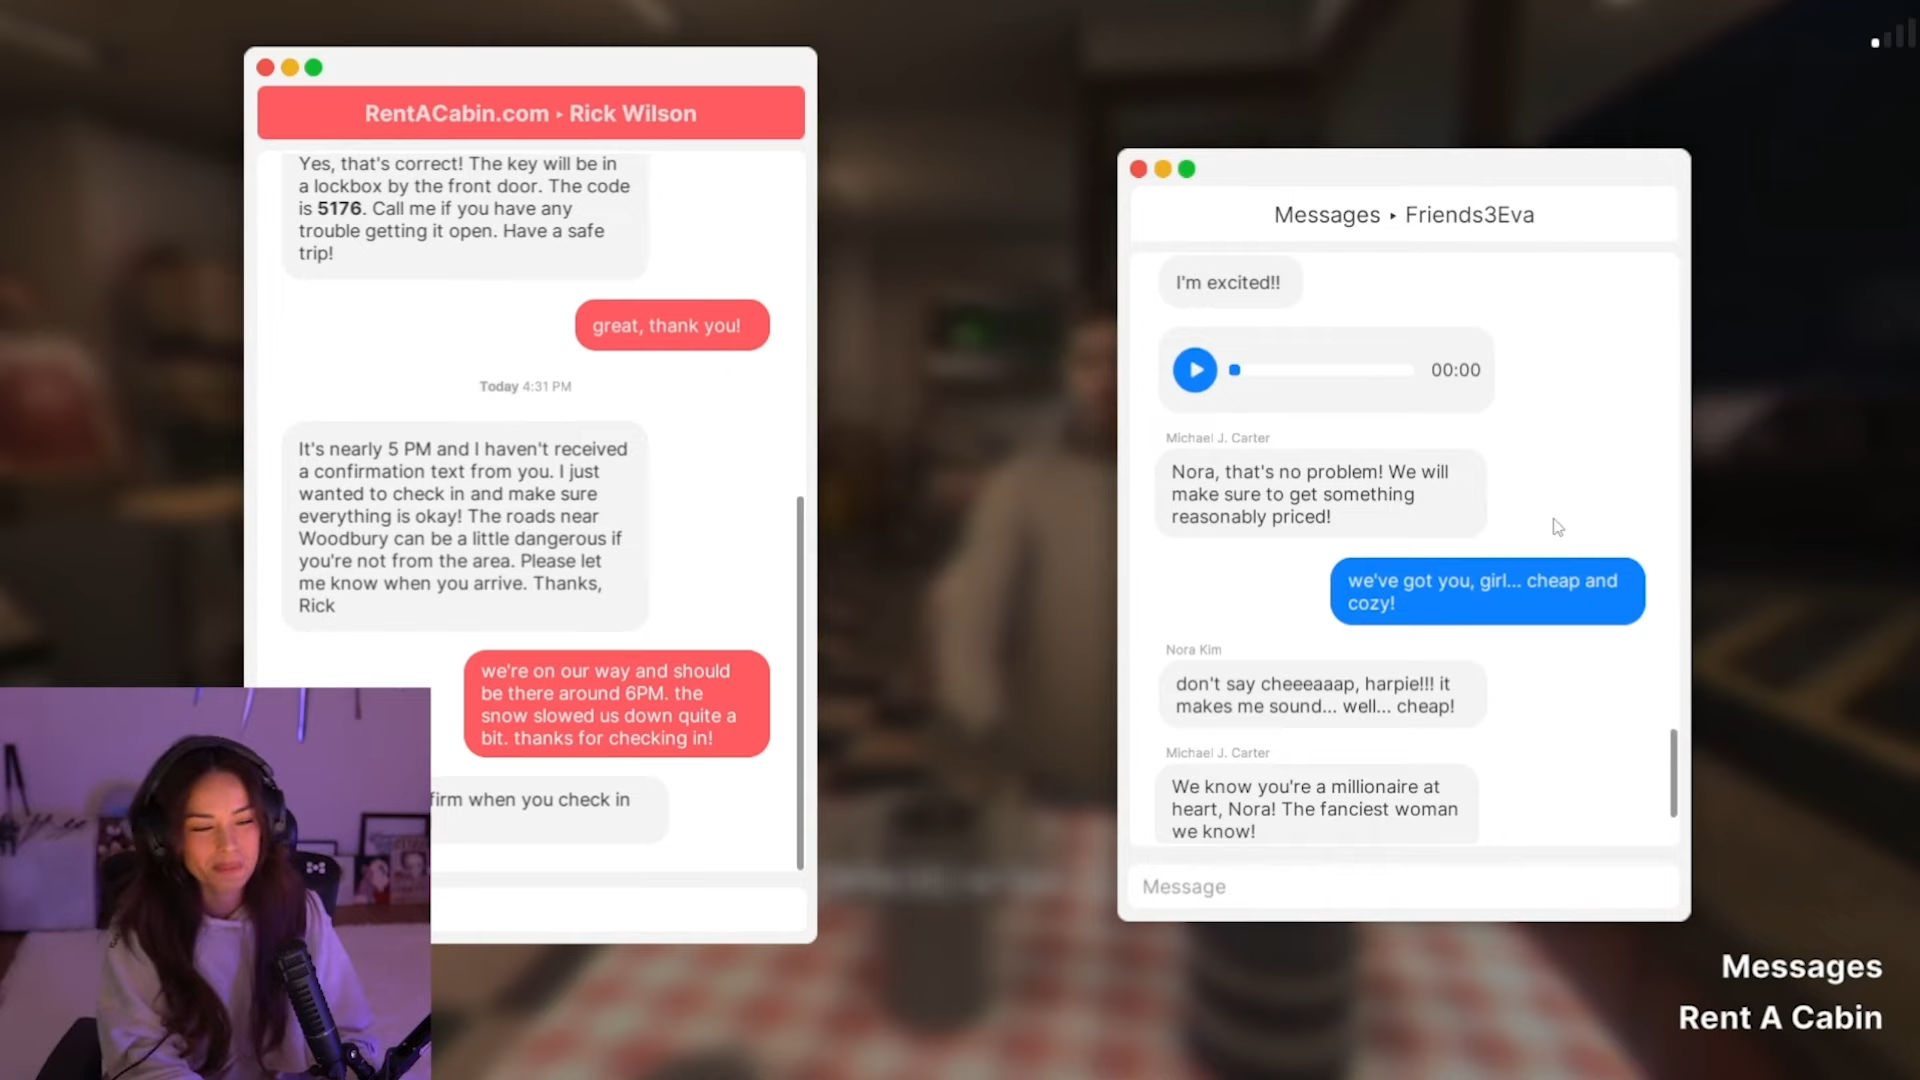 RentACabin.com ‣ Rick Wilson
Yes, that's correct! The key will be in
a lockbox by the front door. The code
is 5176. Call me if you have any
trouble getting it open. Have a safe
trip!
great, thank you!
Today 4:31 PM
It's nearly 5 PM and I haven't received
a confirmation text from you. I just
wanted to check in and make sure
everything is okay! The roads near
Woodbury can be a little dangerous if
you're not from the area. Please let
me know when you arrive. Thanks,
Rick
we're on our way and should
be there around 6PM. the
snow slowed us down quite a
bit. thanks for checking in!
firm when you check in
Messages ‣ Friends3Eva
I'm excited!!
00:00
Michael J. Carter
Nora, that's no problem! We will
make sure to get something
reasonably priced!
we've got you, girl... cheap and
cozy!
Nora Kim
don't say cheeeaaap, harpie!!! it
makes me sound... well... cheap!
Michael J. Carter
We know you're a millionaire at
heart, Nora! The fanciest woman
we know!
Message
Messages
Rent A Cabin